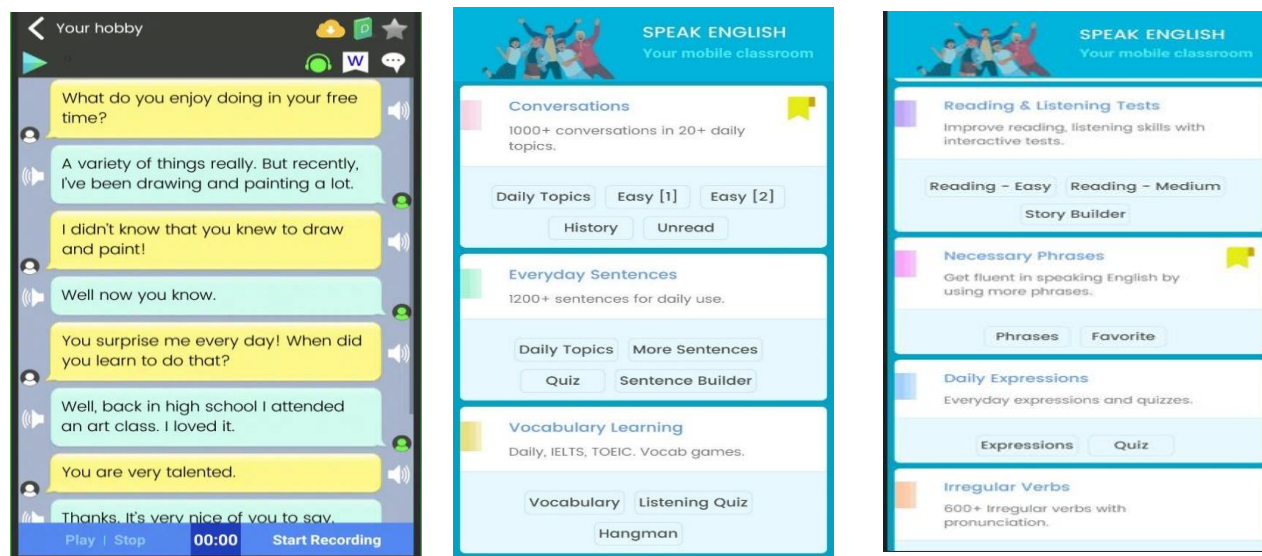 Your hobby
W
What do you enjoy doing in your free
time?
A variety of things really. But recently,
I've been drawing and painting a lot.
I didn't know that you knew to draw
and paint!
Well now you know.
You surprise me every day! When did
you learn to do that?
Well, back in high school I attended
an art class. I loved it.
You are very talented.
Thanks. It's very nice of you to say.
Play | Stop 00:00 Start Recording
SPEAK ENGLISH
Your mobile classroom
Conversations
1000+ conversations in 20+ daily
topics.
Daily Topics Easy [1] Easy [2]
History Unread
Everyday Sentences
1200+ sentences for daily use.
Daily Topics More Sentences
Quiz Sentence Builder
Vocabulary Learning
Daily, IELTS, TOEIC. Vocab games.
Vocabulary Listening Quiz
Hangman
SPEAK ENGLISH
Your mobile classroom
Reading & Listening Tests
Improve reading, listening skills with
interactive tests.
Reading - Easy Reading - Medium
Story Builder
Necessary Phrases
Get fluent in speaking English by
using more phrases.
Phrases Favorite
Daily Expressions
Everyday expressions and quizzes.
Expressions Quiz
Irregular Verbs
600+ Irregular verbs with
pronunciation.